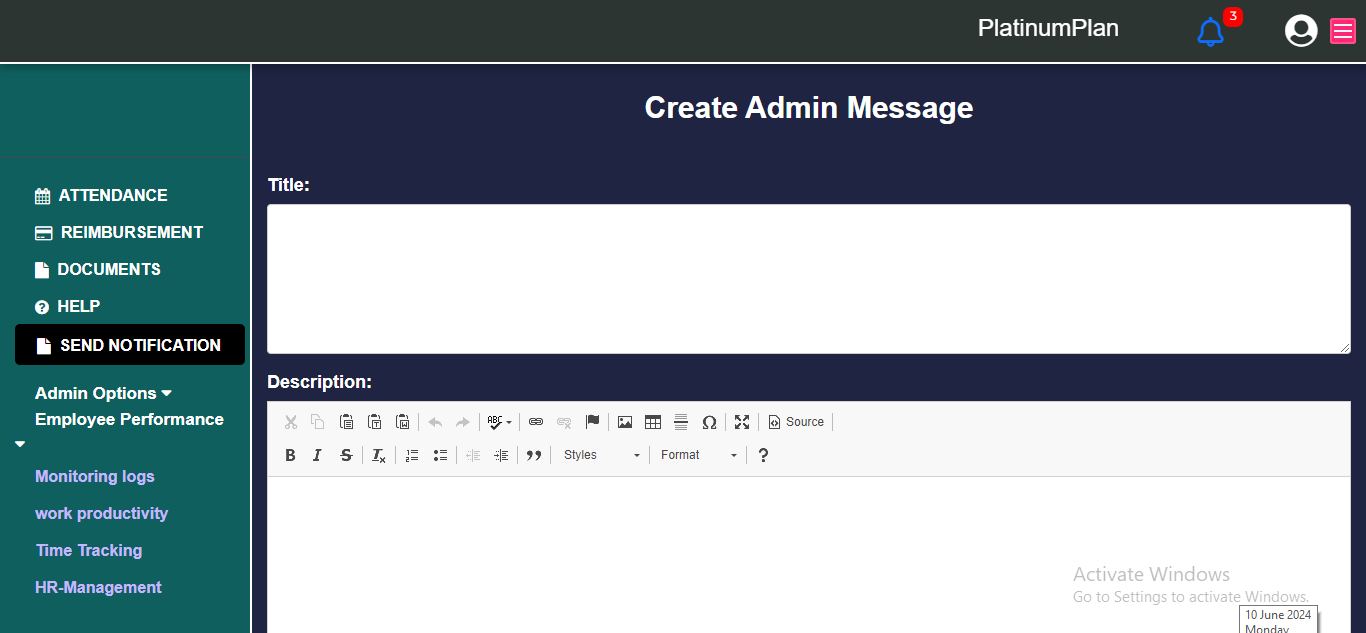 PlatinumPlan
3
Create Admin Message
ATTENDANCE
REIMBURSEMENT
DOCUMENTS
HELP
SEND NOTIFICATION
Admin Options
Employee Performance
Monitoring logs
work productivity
Time Tracking
HR-Management
Title:
Description:
ABC
Ω
Source
B I S Tx
Styles
Format
?
Activate Windows
Go to Settings to activate Windows.
10 June 2024
Monday